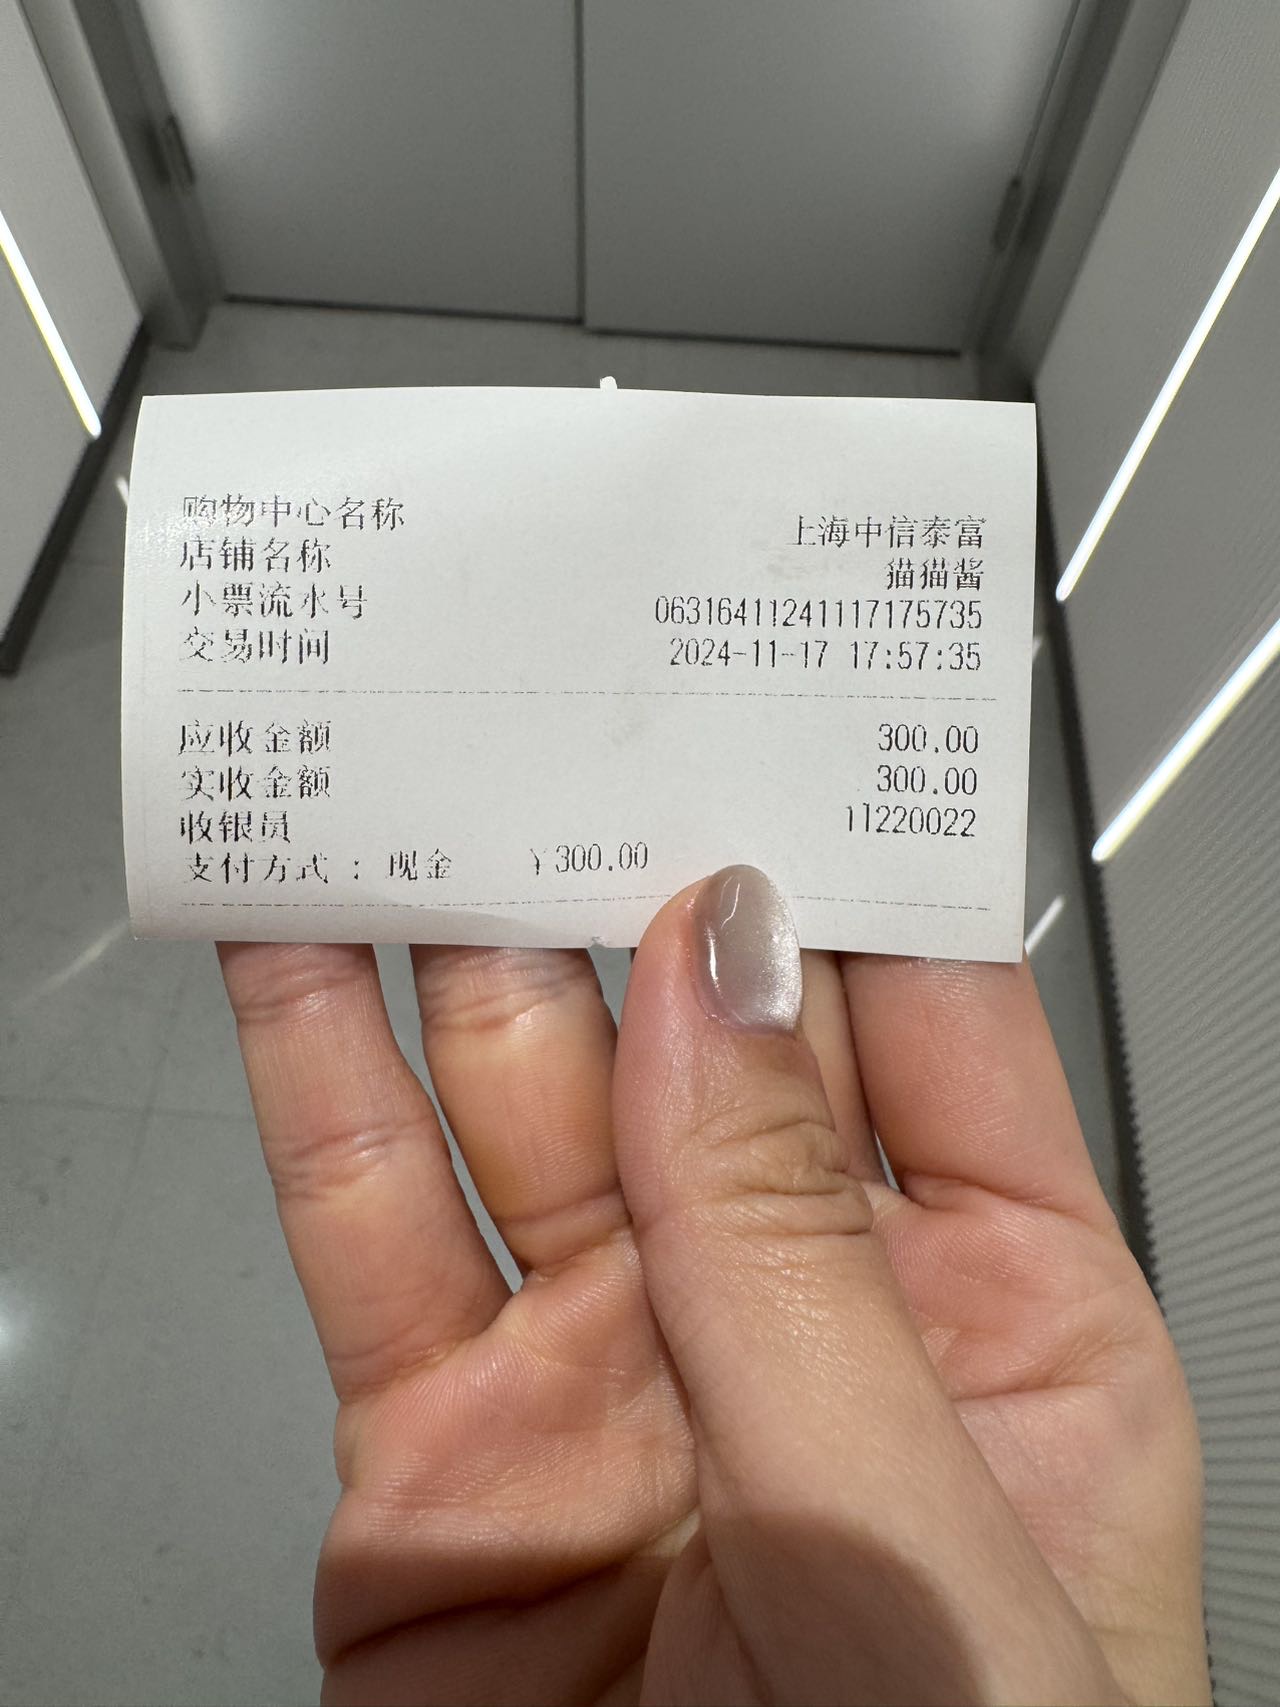 购物中心名称 上海中信泰富
店铺名称 猫猫酱
小票流水号 06316411241117175735
交易时间 2024-11-17 17:57:35
应收金额 300.00
实收金额 300.00
收银员 11220022
支付方式 : 现金 ¥300.00